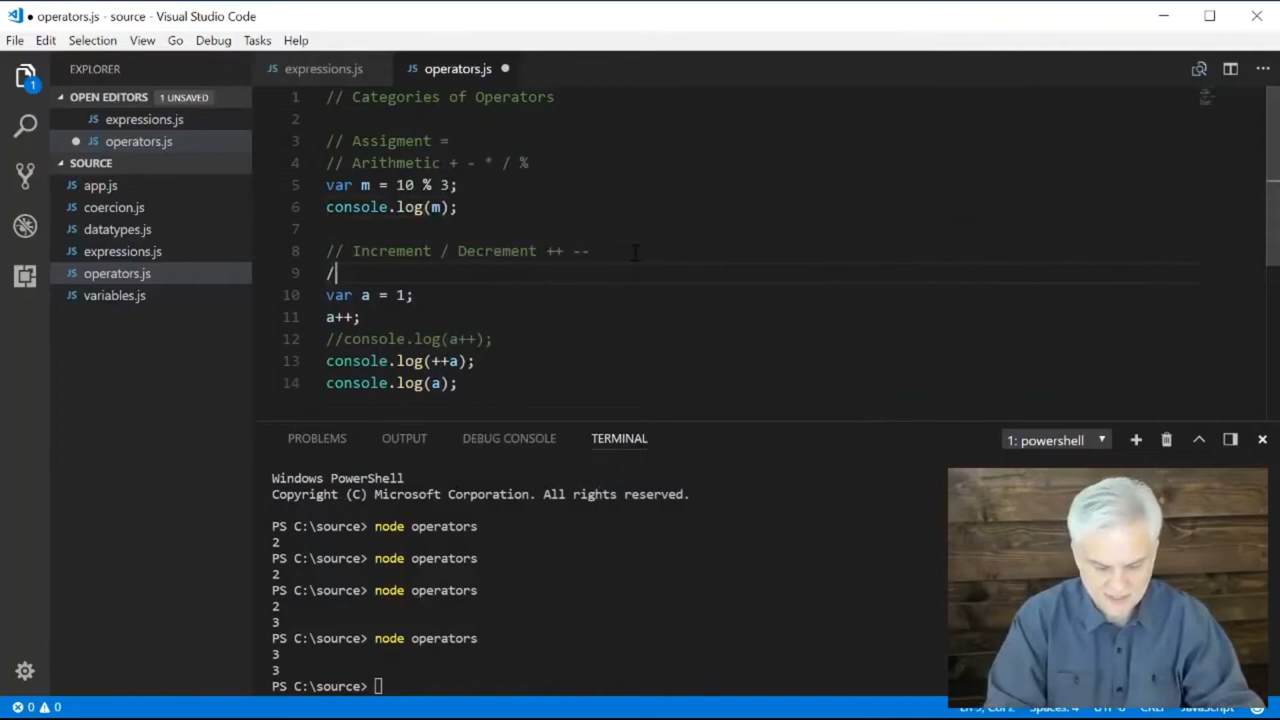 ● operators.js - source - Visual Studio Code
File Edit Selection View Go Debug Tasks Help
EXPLORER
OPEN EDITORS 1 UNSAVED
JS expressions.js
● JS operators.js
SOURCE
JS app.js
JS coercion.js
JS datatypes.js
JS expressions.js
JS operators.js
JS variables.js
1
JS expressions.js JS operators.js ●
1 // Categories of Operators
2
3 // Assigment =
4 // Arithmetic + - * / %
5 var m = 10 % 3;
6 console.log(m);
7
8 // Increment / Decrement ++ --
9 /
10 var a = 1;
11 a++;
12 //console.log(a++);
13 console.log(++a);
14 console.log(a);
PROBLEMS OUTPUT DEBUG CONSOLE TERMINAL 1: powershell
Windows PowerShell
Copyright (C) Microsoft Corporation. All rights reserved.
PS C:\source> node operators
2
PS C:\source> node operators
2
PS C:\source> node operators
2
3
PS C:\source> node operators
3
3
PS C:\source>
0 0